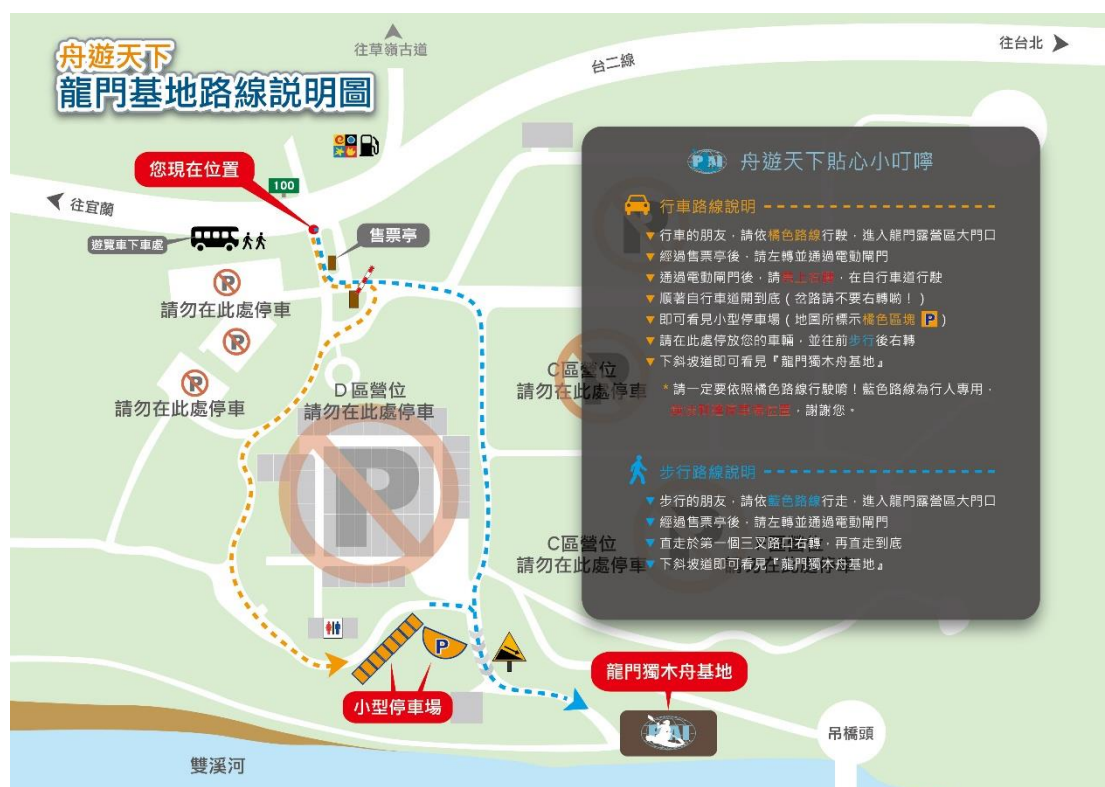 舟遊天下
龍門基地路線説明圖
往草嶺古道
台二線
往台北
您現在位置
100
往宜蘭
遊覽車下車處
售票亭
請勿在此處停車
請勿在此處停車
D區營位
請勿在此處停車
C區營位
請勿在此處停車
C區營位
請勿在此處停車
PAI 舟遊天下貼心小叮嚀
行車路線說明
行車的朋友，請依橘色路線行駛，進入龍門露營區大門口
經過售票亭後，請左轉並通過電動閘門
通過電動閘門後，請馬上右轉，在自行車道行駛
順著自行車道開到底（岔路請不要右轉喲！）
即可看見小型停車場（地圖所標示橘色區塊 P）
請在此處停放您的車輛，並往前步行後右轉
下斜坡道即可看見『龍門獨木舟基地』
*請一定要依照橘色路線行駛唷！藍色路線為行人專用，
，謝謝您。
步行路線說明
步行的朋友，請依藍色路線行走，進入龍門露營區大門口
經過售票亭後，請左轉並通過電動閘門
直走於第一個三叉路口右轉，再直走到底
下斜坡道即可看見『龍門獨木舟基地』
P
小型停車場
龍門獨木舟基地
PAI
吊橋頭
雙溪河